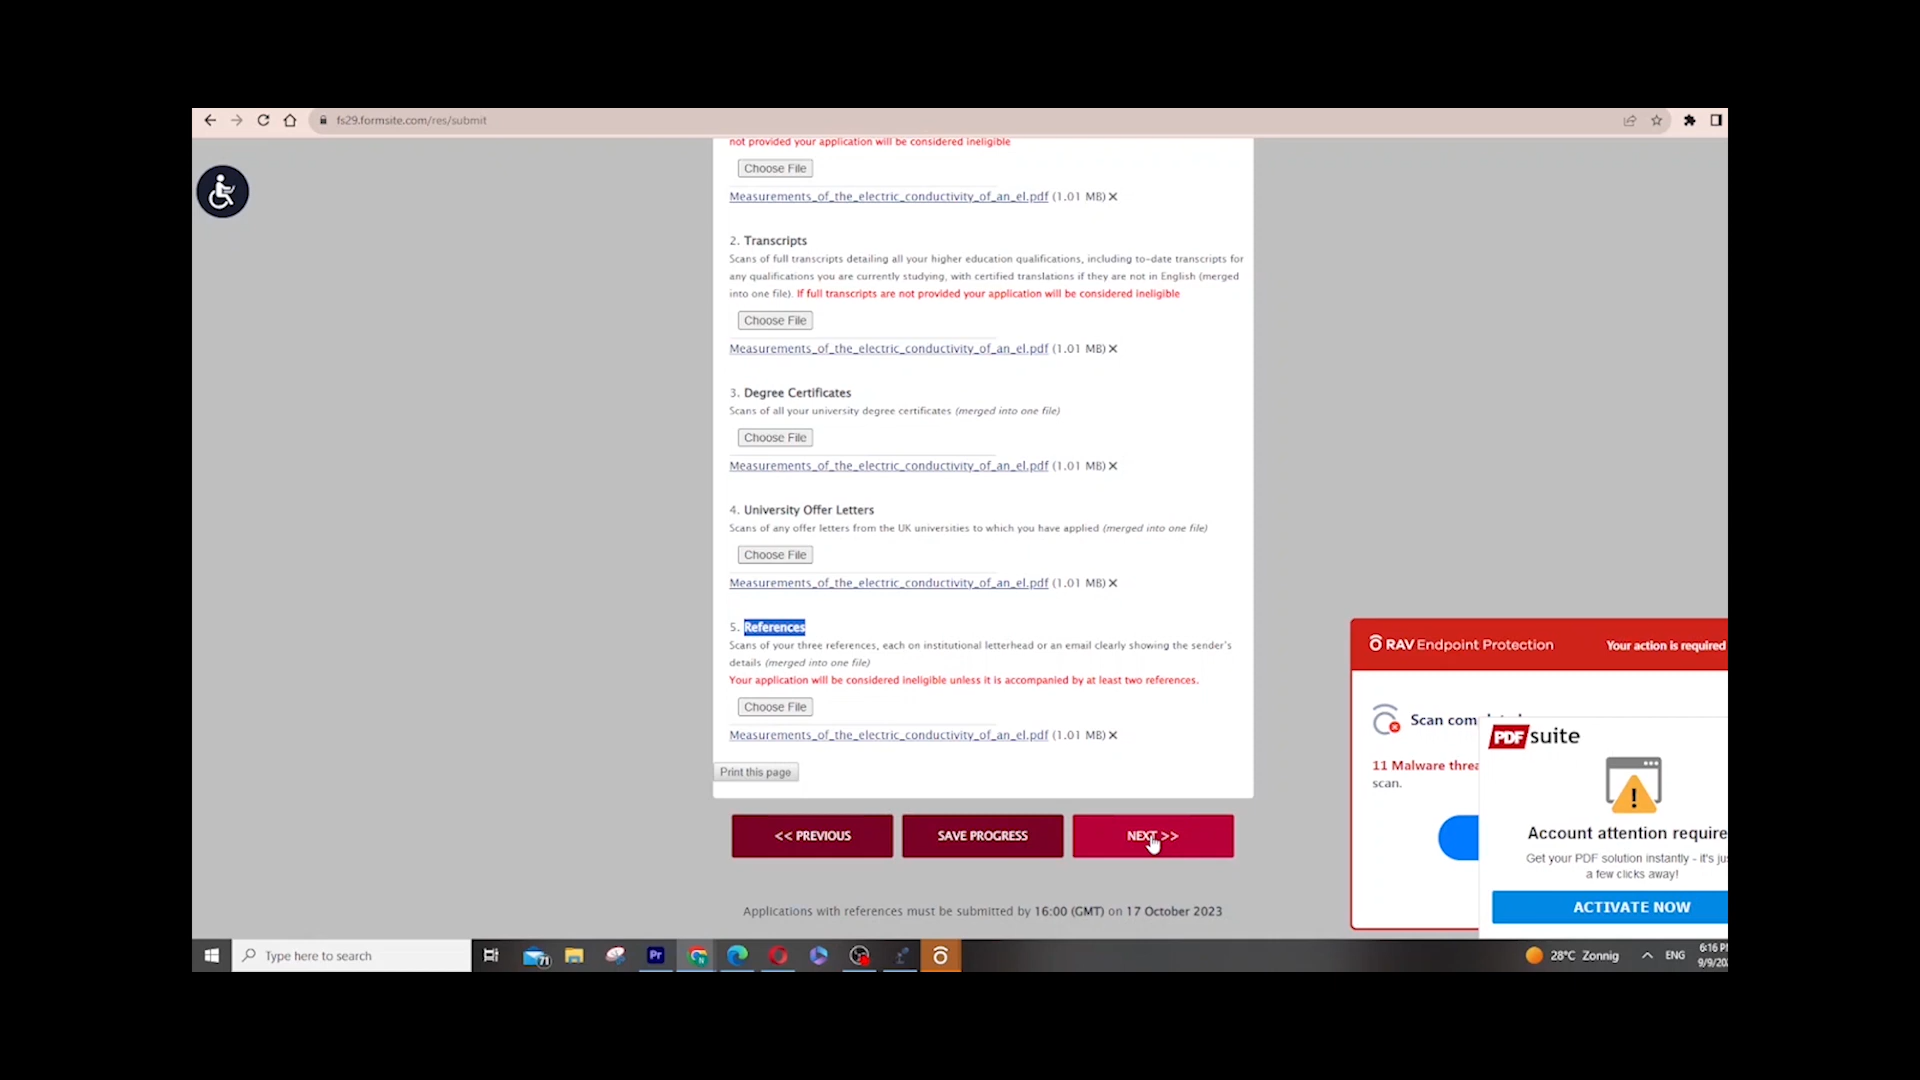 fs29.formsite.com/res/submit
not provided your application will be considered ineligible
Choose File
Measurements_of_the_electric_conductivity_of_an_el.pdf (1.01 MB) ✕
2. Transcripts
Scans of full transcripts detailing all your higher education qualifications, including to-date transcripts for
any qualifications you are currently studying, with certified translations if they are not in English (merged
into one file). If full transcripts are not provided your application will be considered ineligible
Choose File
Measurements_of_the_electric_conductivity_of_an_el.pdf (1.01 MB) ✕
3. Degree Certificates
Scans of all your university degree certificates (merged into one file)
Choose File
Measurements_of_the_electric_conductivity_of_an_el.pdf (1.01 MB) ✕
4. University Offer Letters
Scans of any offer letters from the UK universities to which you have applied (merged into one file)
Choose File
Measurements_of_the_electric_conductivity_of_an_el.pdf (1.01 MB) ✕
5. References
Scans of your three references, each on institutional letterhead or an email clearly showing the sender's
details (merged into one file)
Your application will be considered ineligible unless it is accompanied by at least two references.
Choose File
Measurements_of_the_electric_conductivity_of_an_el.pdf (1.01 MB) ✕
Print this page
<< PREVIOUS
SAVE PROGRESS
NEXT >>
Applications with references must be submitted by 16:00 (GMT) on 17 October 2023
RAV Endpoint Protection
Your action is required
Scan com
11 Malware threa
scan.
PDF suite
Account attention require
Get your PDF solution instantly - it's ju
a few clicks away!
ACTIVATE NOW
Type here to search
71
Pr
28°C Zonnig
ENG
6:16 P
9/9/20